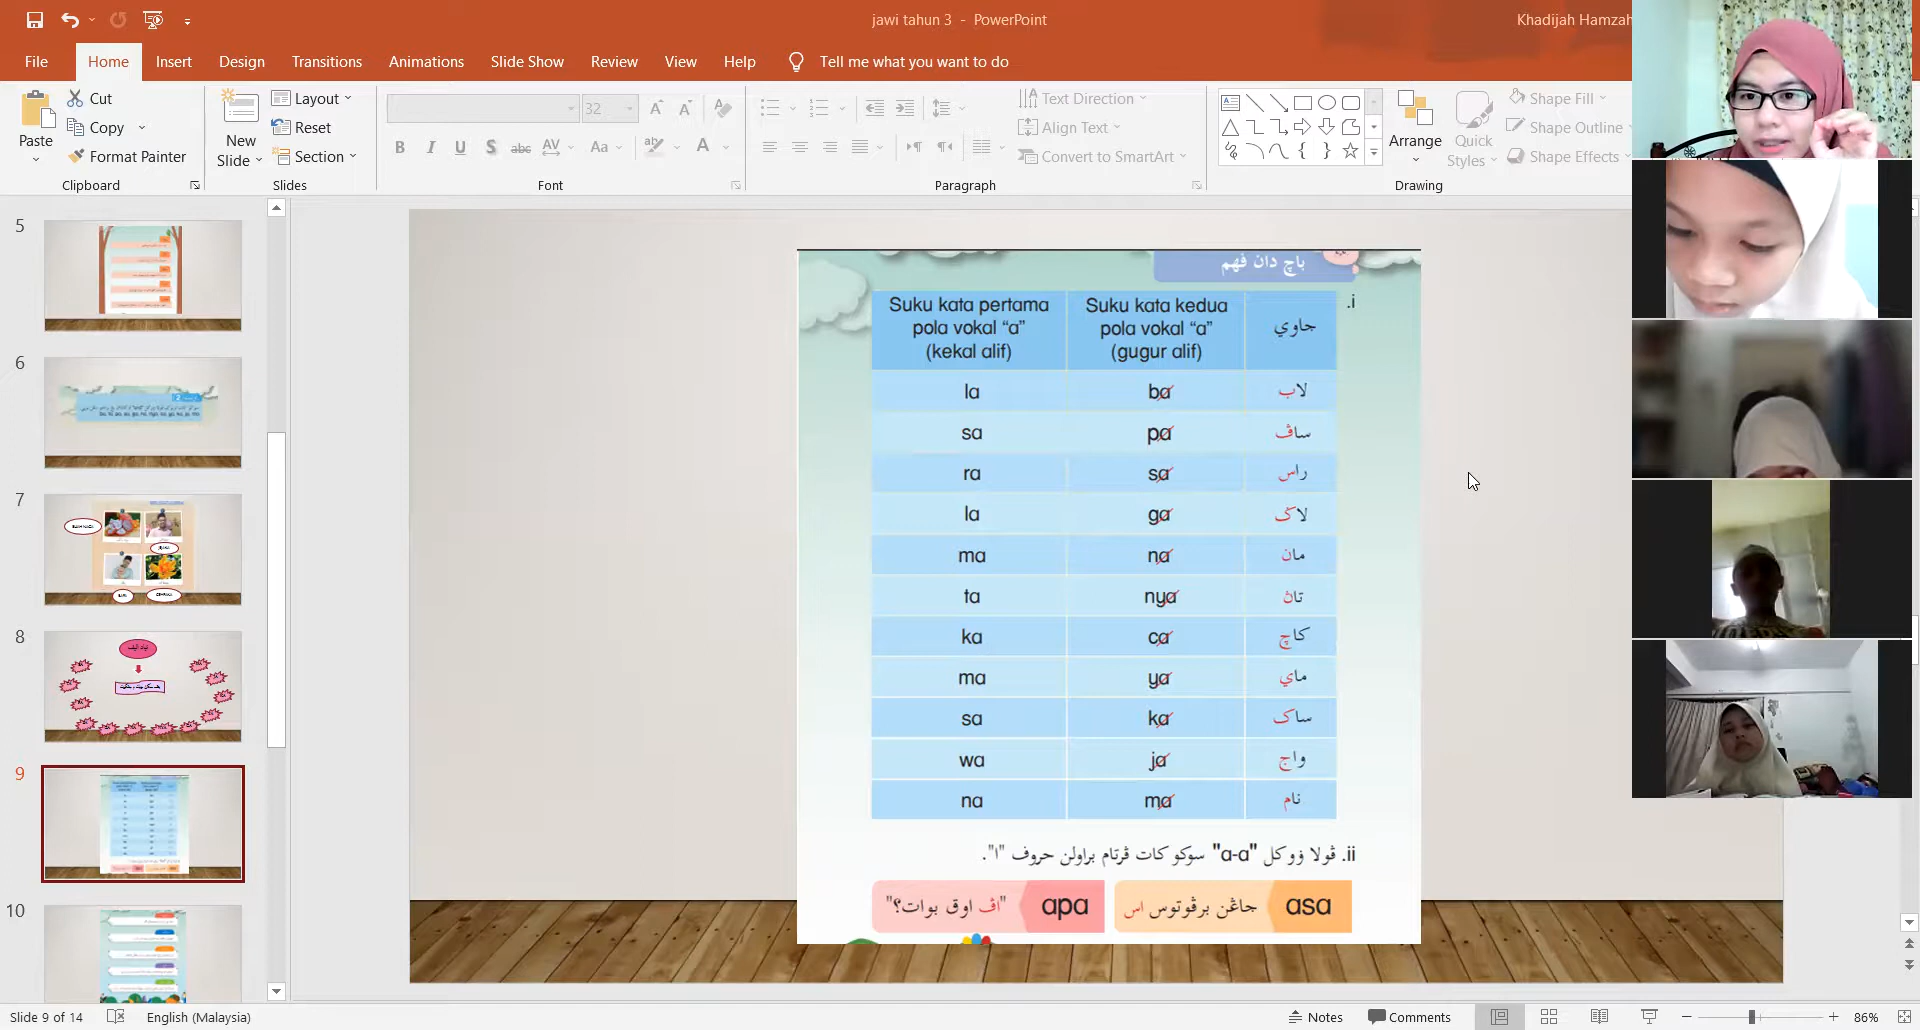 jawi tahun 3 - PowerPoint
Khadijah Hamzah
File Home Insert Design Transitions Animations Slide Show Review View Help Tell me what you want to do
Paste
Cut
Copy
Format Painter
Clipboard
New Slide
Layout
Reset
Section
Slides
32
Font
Text Direction
Align Text
Convert to SmartArt
Paragraph
Arrange
Quick Styles
Shape Fill
Shape Outline
Shape Effects
Drawing
5
6
7
8
9
10
باچ دان فهم
i.
Suku kata pertama pola vokal “a” (kekal alif)
Suku kata kedua pola vokal “a” (gugur alif)
جاوي
la ba لاب
sa pa ساڤ
ra sa راس
la ga لاݢ
ma na مان
ta nya تاڽ
ka ca کاچ
ma ya ماي
sa ka ساک
wa ja واج
na ma نام
ii. ڤولا ۏوكل "a-a" سوكو كات ڤرتام براولن حروف "ا".
asa جاڠن برڤوتوس اس
apa "اڤ اوق بوات؟"
Slide 9 of 14
English (Malaysia)
Notes
Comments
86%